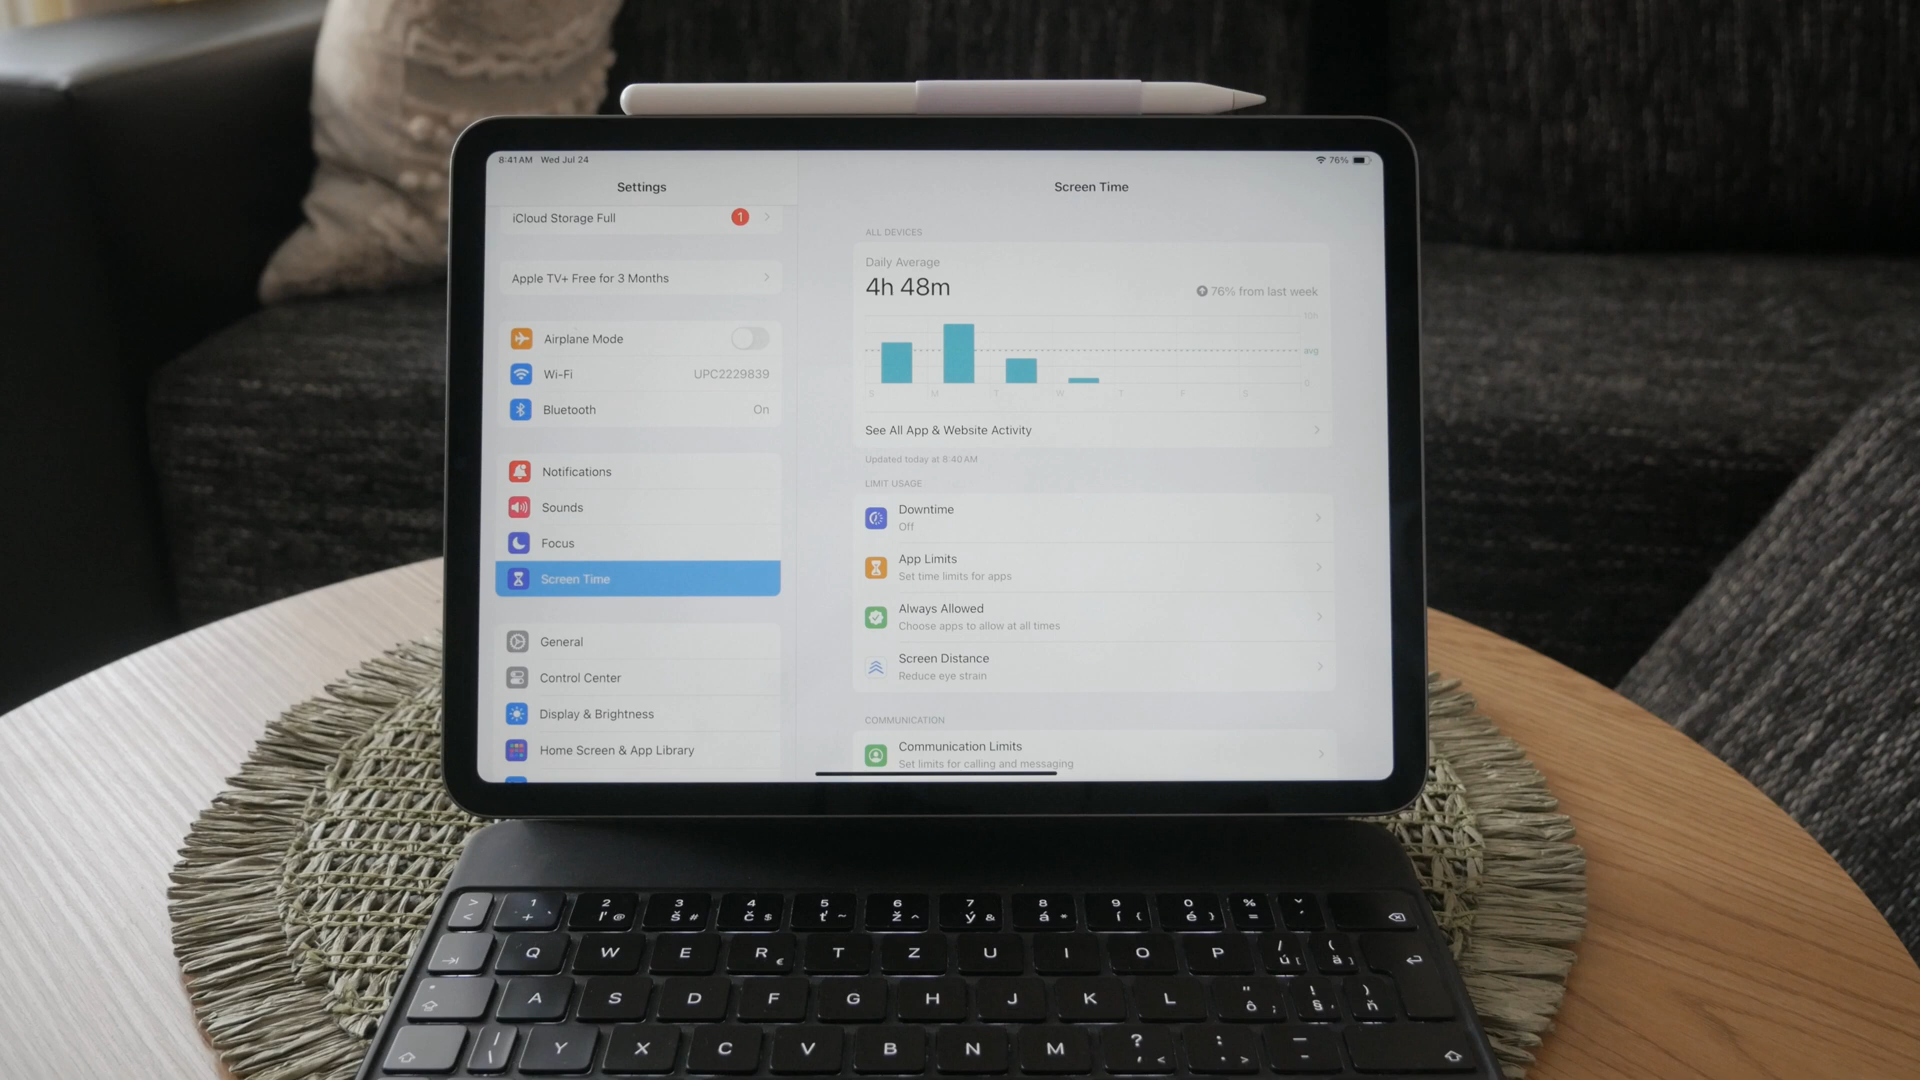 8:41 AM Wed Jul 24
76%
Settings
iCloud Storage Full 1
Apple TV+ Free for 3 Months
Airplane Mode
Wi-Fi UPC2229839
Bluetooth On
Notifications
Sounds
Focus
Screen Time
General
Control Center
Display & Brightness
Home Screen & App Library
Screen Time
ALL DEVICES
Daily Average
4h 48m
76% from last week
10h
avg
0
S M T W T F S
See All App & Website Activity
Updated today at 8:40 AM
LIMIT USAGE
Downtime
Off
App Limits
Set time limits for apps
Always Allowed
Choose apps to allow at all times
Screen Distance
Reduce eye strain
COMMUNICATION
Communication Limits
Set limits for calling and messaging
> 1 2 3 4 5 6 7 8 9 0 % ˇ
< + ľ @ š # č $ ť ~ ž ^ ý & á * í { é } = ´
Q W E R € T Z U I O P / ú [ ( ä ]
A S D F G H J K L " ô ; ! § ) ň
/ \ Y X C V B N M ? , < : . > _ -